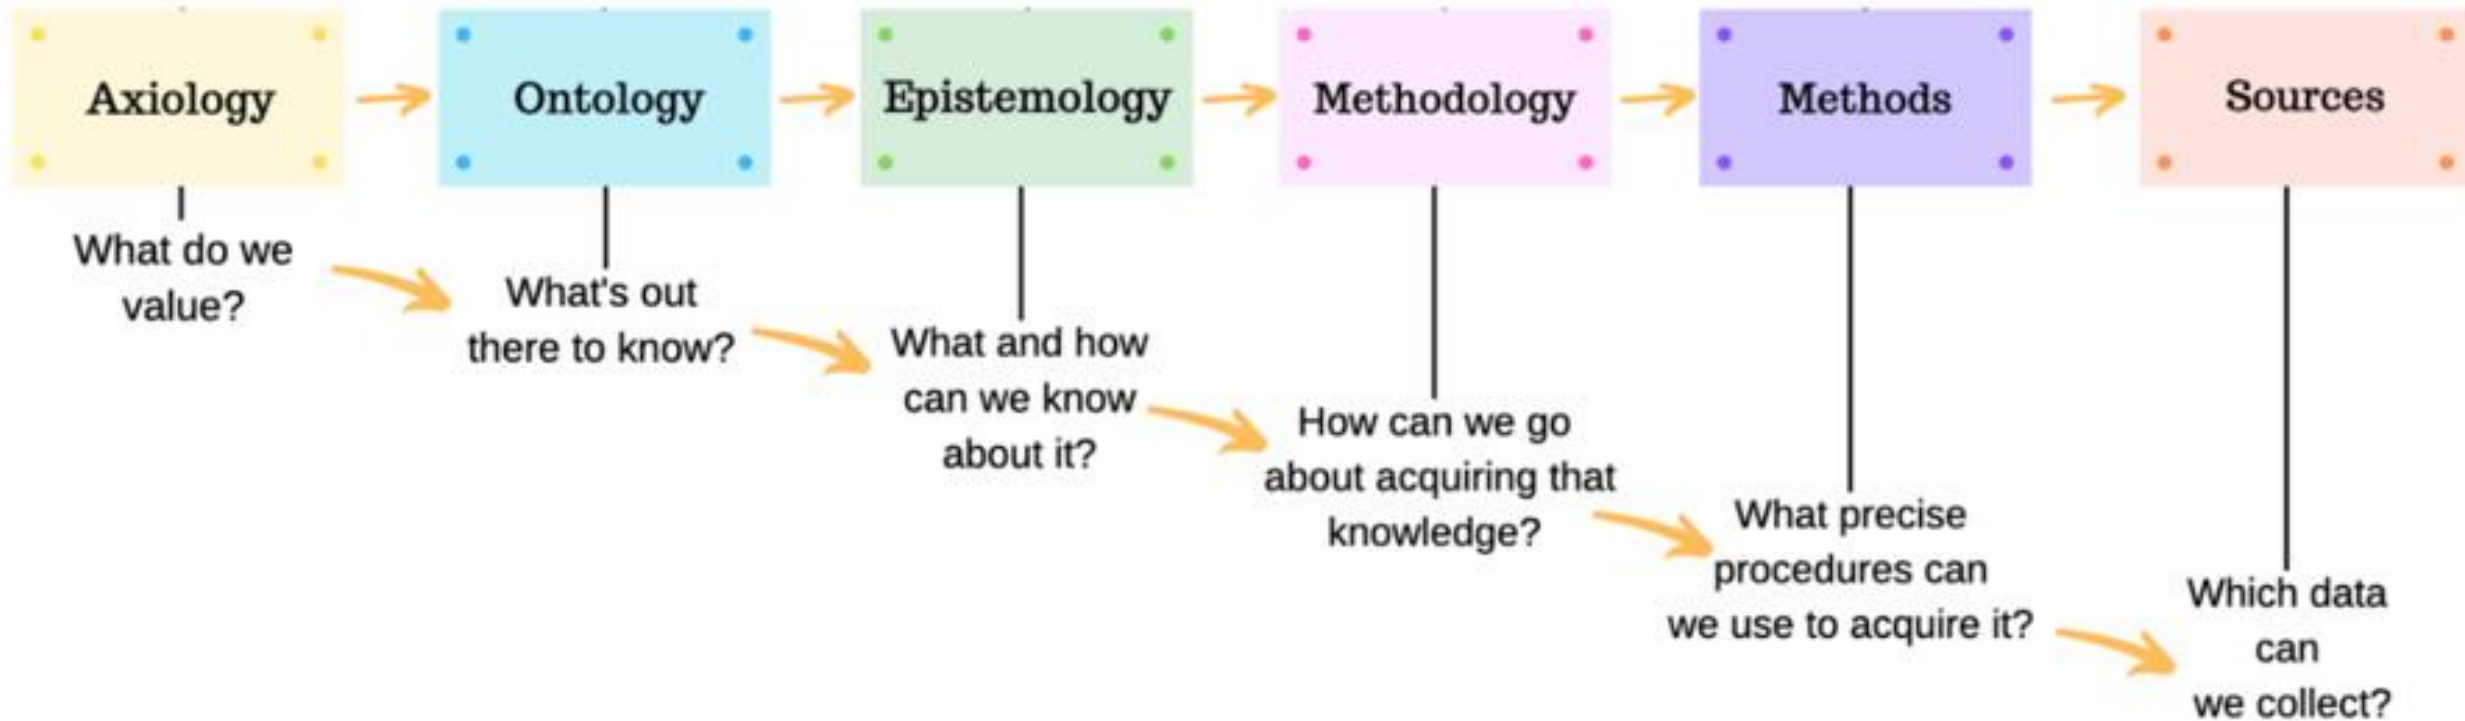 Axiology
Ontology
Epistemology
Methodology
Methods
Sources
What do we
value?
What's out
there to know?
What and how
can we know
about it?
How can we go
about acquiring that
knowledge?
What precise
procedures can
we use to acquire it?
Which data
can
we collect?